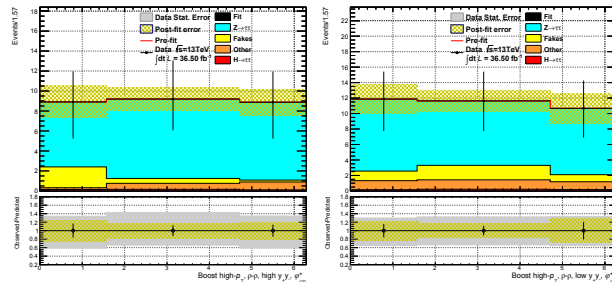 Events/1.57
Data Stat. Error
Fit
Post-fit error
Z→ττ
Pre-fit
Fakes
Data √s=13TeV
Other
∫dt L = 36.50 fb⁻¹
H→ττ
18
16
14
12
10
8
6
4
2
0
Observed/Predicted
1.8
1.6
1.4
1.2
1
0.8
0.6
0.4
0.2
0 1 2 3 4 5 6
Boost high-p_T, ρ-ρ, high y₊y₋, φ*_CP
Events/1.57
Data Stat. Error
Fit
Post-fit error
Z→ττ
Pre-fit
Fakes
Data √s=13TeV
Other
∫dt L = 36.50 fb⁻¹
H→ττ
22
20
18
16
14
12
10
8
6
4
2
0
Observed/Predicted
1.8
1.6
1.4
1.2
1
0.8
0.6
0.4
0.2
0 1 2 3 4 5 6